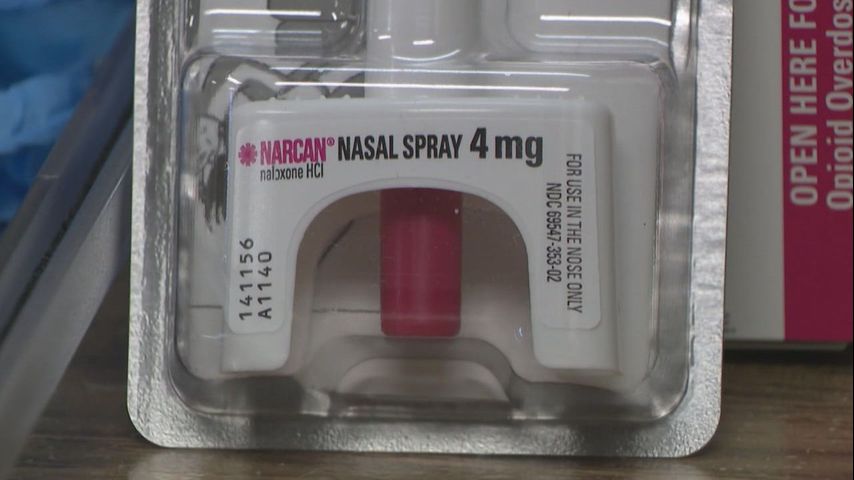 NARCAN® NASAL SPRAY 4 mg
naloxone HCl
FOR USE IN THE NOSE ONLY
NDC 69547-353-02
141156
A1140
OPEN HERE FO
Opioid Overdos